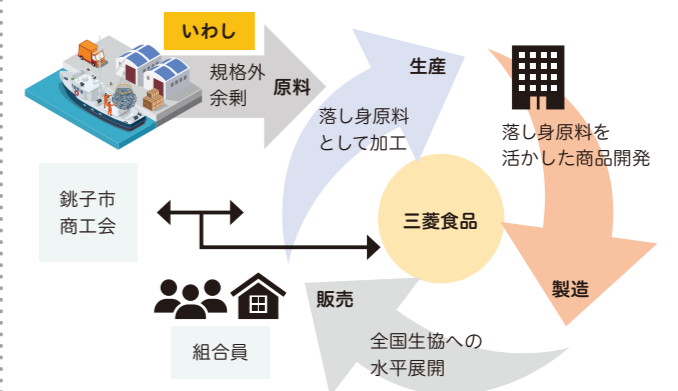 いわし
規格外
余剰
原料
生産
落し身原料
として加工
落し身原料を
活かした商品開発
銚子市
商工会
三菱食品
製造
販売
全国生協への
水平展開
組合員